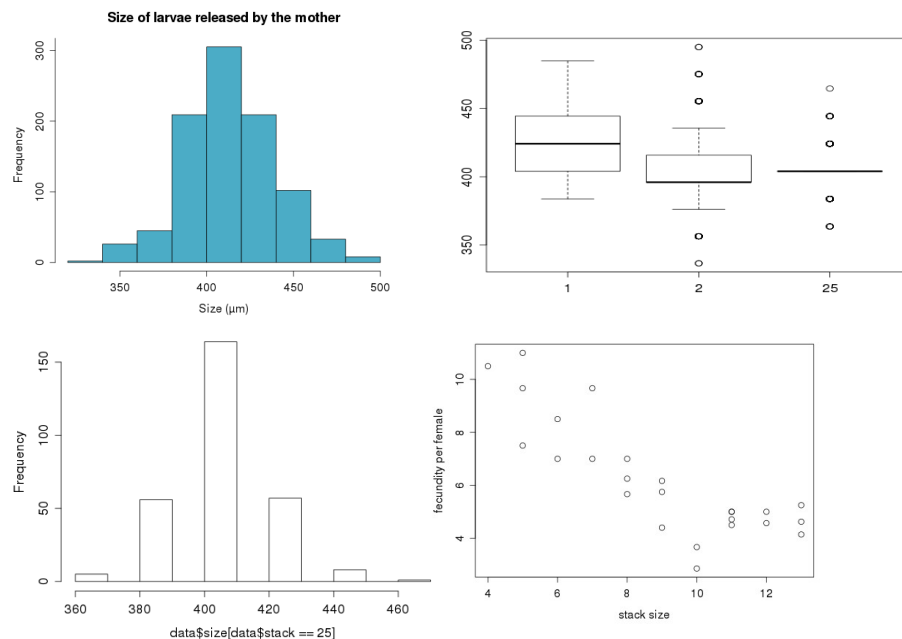 Size of larvae released by the mother
Frequency
0 100 200 300
350 400 450 500
Size (µm)
350 400 450 500
1 2 25
Frequency
0 50 100 150
360 380 400 420 440 460
data$size[data$stack == 25]
fecundity per female
4 6 8 10
4 6 8 10 12
stack size